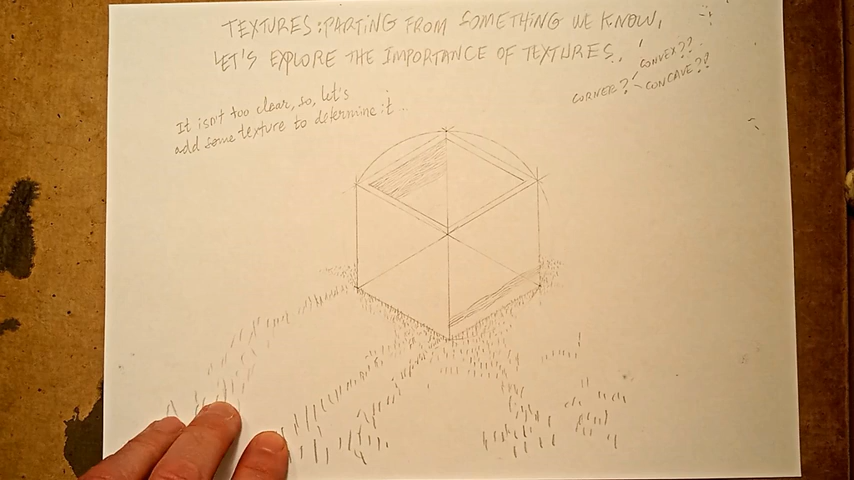 TEXTURES: PARTING FROM SOMETHING WE KNOW,
LET'S EXPLORE THE IMPORTANCE OF TEXTURES..
CORNER? CONVEX??
CONCAVE??
It isn't too clear, so, let's
add some texture to determine it...